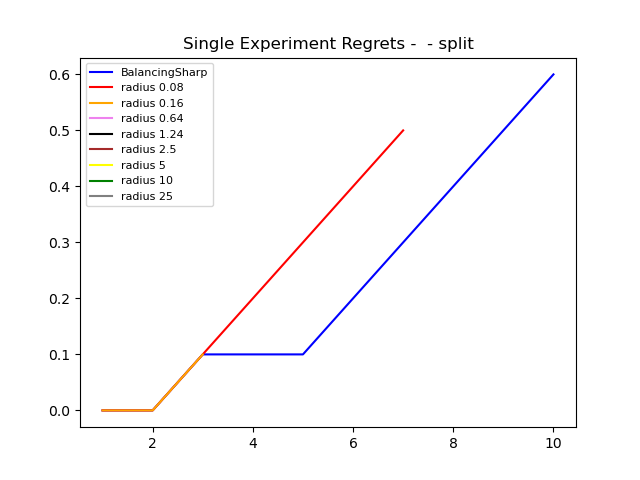 Single Experiment Regrets -  - split
BalancingSharp
radius 0.08
radius 0.16
radius 0.64
radius 1.24
radius 2.5
radius 5
radius 10
radius 25
0.6
0.5
0.4
0.3
0.2
0.1
0.0
2 4 6 8 10